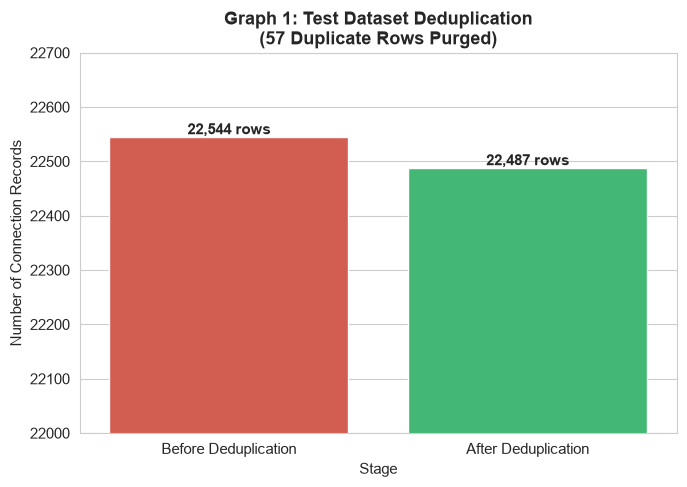 Graph 1: Test Dataset Deduplication
(57 Duplicate Rows Purged)
Number of Connection Records
22700
22600
22500
22400
22300
22200
22100
22000
22,544 rows
22,487 rows
Before Deduplication
After Deduplication
Stage